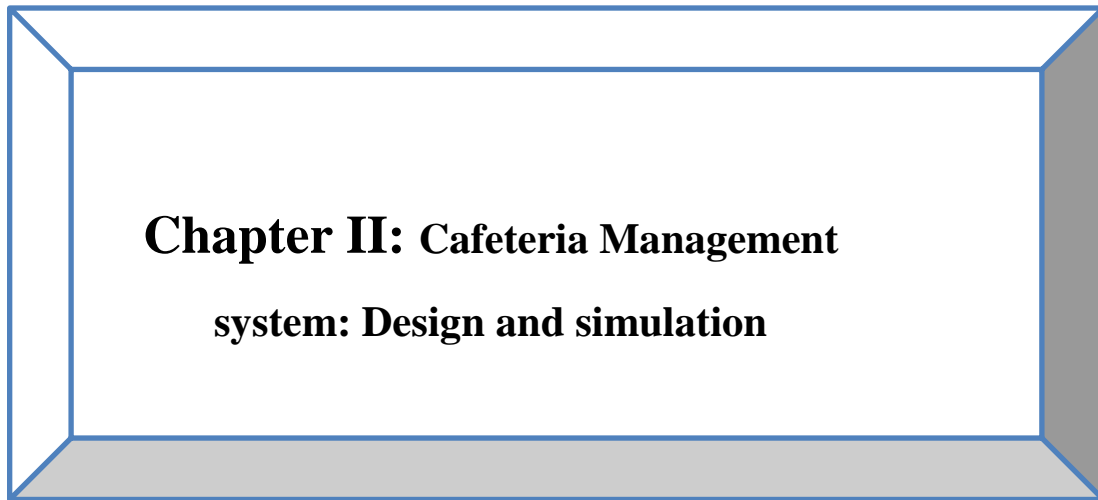 Chapter II: Cafeteria Management
system: Design and simulation